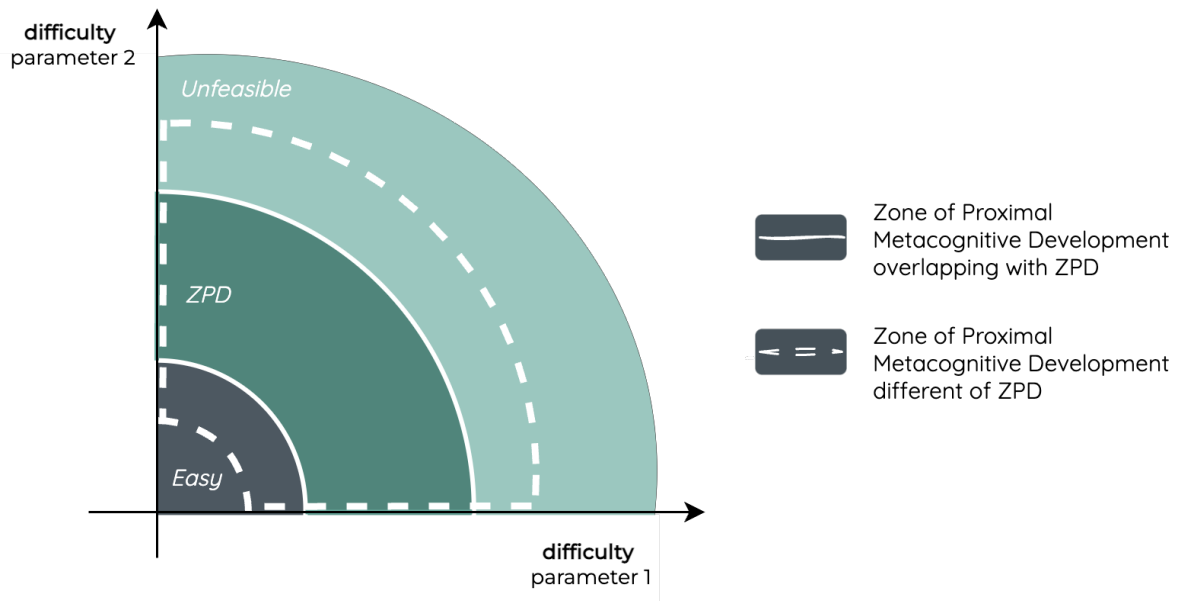 difficulty
parameter 2
Unfeasible
ZPD
Easy
difficulty
parameter 1
Zone of Proximal
Metacognitive Development
overlapping with ZPD
Zone of Proximal
Metacognitive Development
different of ZPD